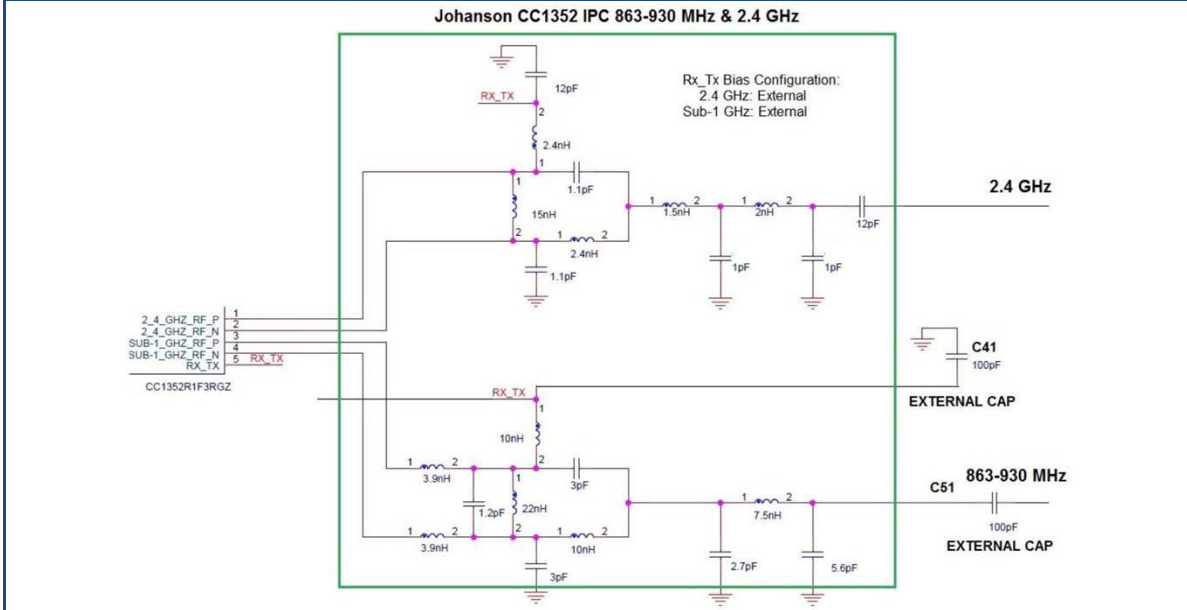 Johanson CC1352 IPC 863-930 MHz & 2.4 GHz
12pF
RX_TX
2
2.4nH
1
Rx_Tx Bias Configuration:
2.4 GHz: External
Sub-1 GHz: External
1
1.1pF
15nH
2
1 2
2.4nH
1.1pF
1 2
1.5nH
1 2
2nH
12pF
1pF
1pF
2.4 GHz
2_4_GHZ_RF_P 1
2_4_GHZ_RF_N 2
SUB-1_GHZ_RF_P 3
SUB-1_GHZ_RF_N 4
RX_TX 5 RX_TX
CC1352R1F3RGZ
C41
100pF
EXTERNAL CAP
RX_TX
1
10nH
2
1 2
3.9nH
1
3pF
1.2pF
22nH
2
1 2
3.9nH
1 2
10nH
3pF
1 2
7.5nH
2.7pF
5.6pF
863-930 MHz
C51
100pF
EXTERNAL CAP